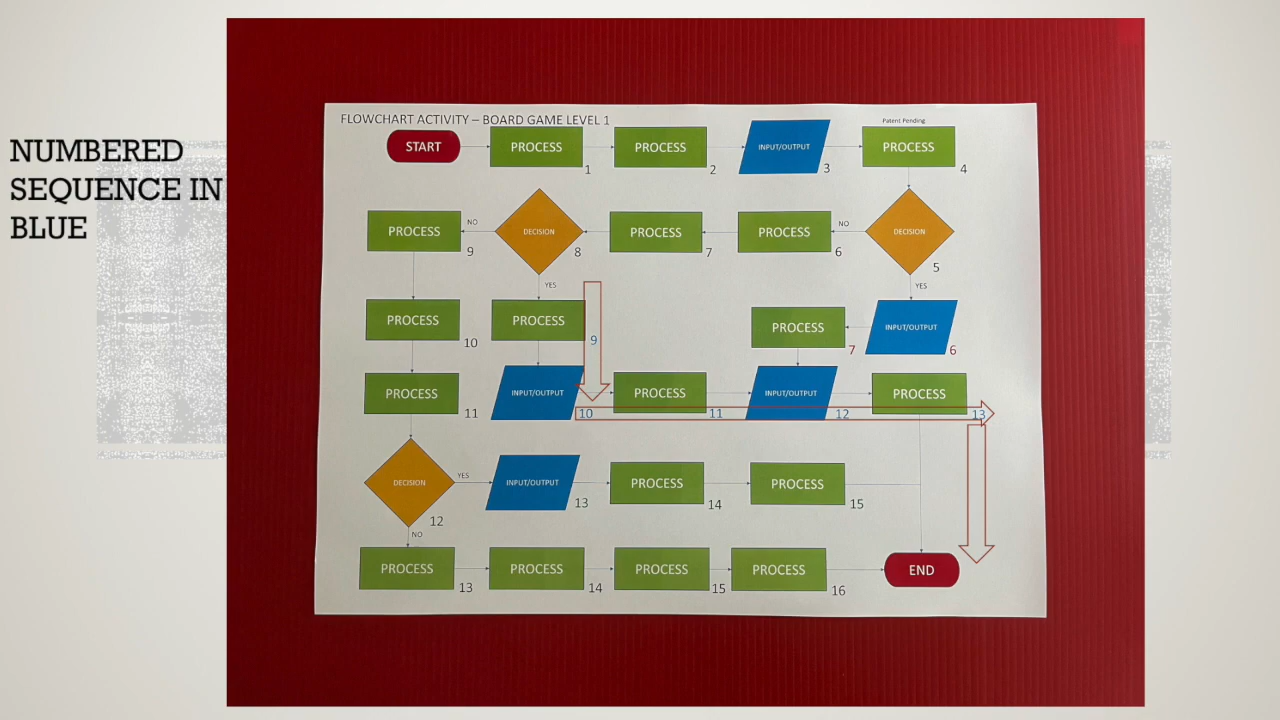 NUMBERED
SEQUENCE IN
BLUE
FLOWCHART ACTIVITY – BOARD GAME LEVEL 1
Patent Pending
START
PROCESS
1
PROCESS
2
INPUT/OUTPUT
3
PROCESS
4
PROCESS
9
NO
DECISION
8
PROCESS
7
PROCESS
6
NO
DECISION
5
YES
YES
PROCESS
10
PROCESS
9
PROCESS
7
INPUT/OUTPUT
6
PROCESS
11
INPUT/OUTPUT
10
PROCESS
11
INPUT/OUTPUT
12
PROCESS
13
DECISION
12
YES
INPUT/OUTPUT
13
PROCESS
14
PROCESS
15
NO
PROCESS
13
PROCESS
14
PROCESS
15
PROCESS
16
END